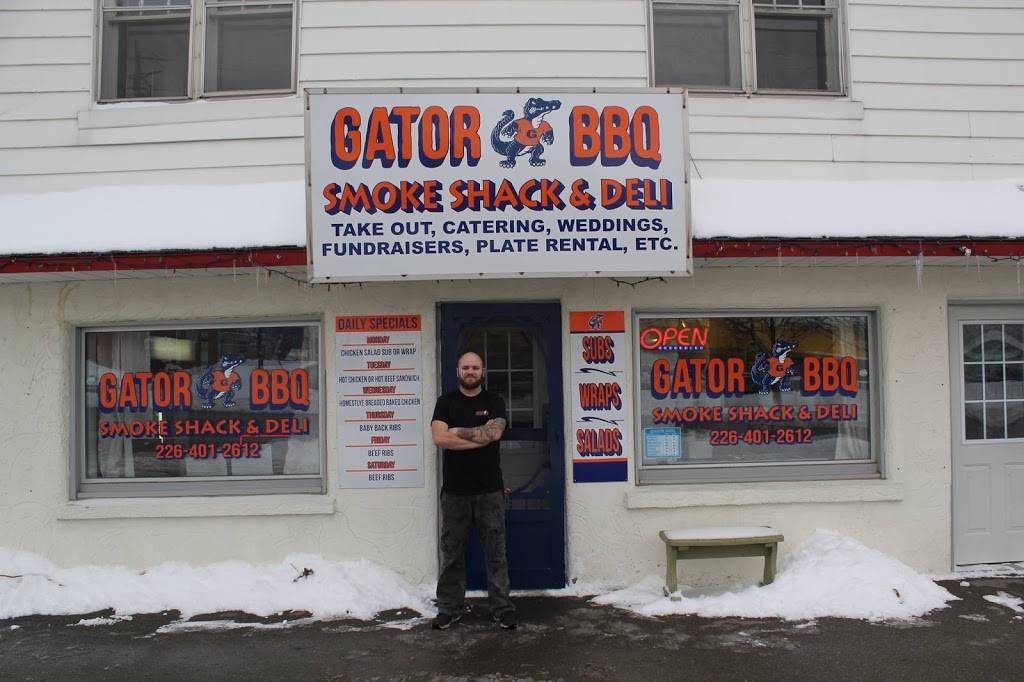 GATOR G BBQ
SMOKE SHACK & DELI
TAKE OUT, CATERING, WEDDINGS,
FUNDRAISERS, PLATE RENTAL, ETC.
GATOR BBQ
SMOKE SHACK & DELI
226-401-2612
DAILY SPECIALS
MONDAY
CHICKEN SALAD SUB OR WRAP
TUESDAY
HOT CHICKEN OR HOT BEEF SANDWICH
WEDNESDAY
HOMESTLYE BREADED BAKED CHICKEN
THURSDAY
BABY BACK RIBS
FRIDAY
BEEF RIBS
SATURDAY
BEEF RIBS
SUBS
WRAPS
SALADS
OPEN
GATOR BBQ
SMOKE SHACK & DELI
226-401-2612